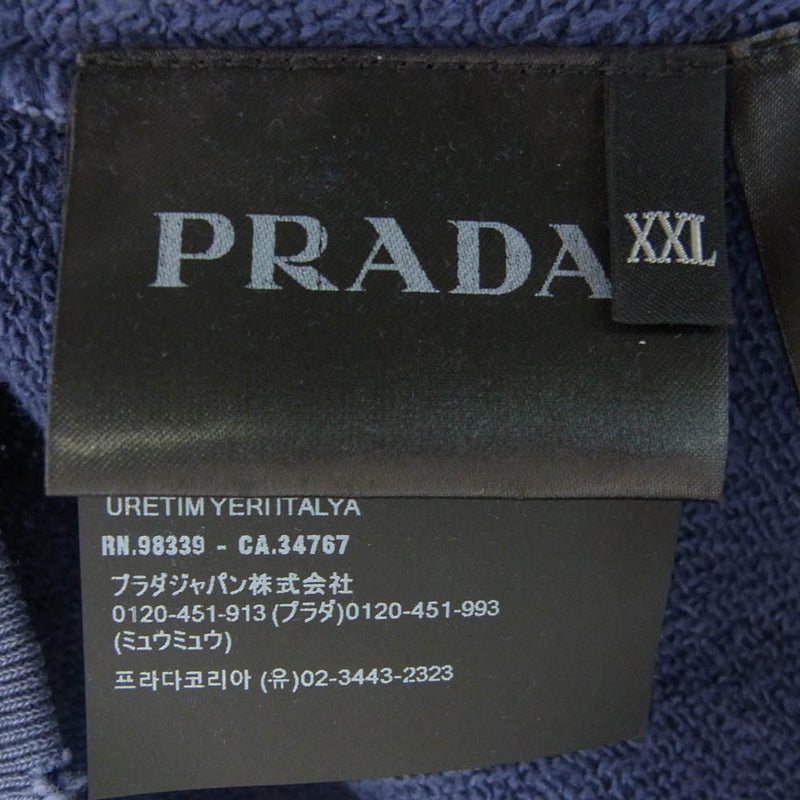 PRADA
XXL
URETIM YERI ITALYA
RN.98339 - CA.34767
プラダジャパン株式会社
0120-451-913 (プラダ)0120-451-993
(ミュウミュウ)
프라다코리아 (유)02-3443-2323